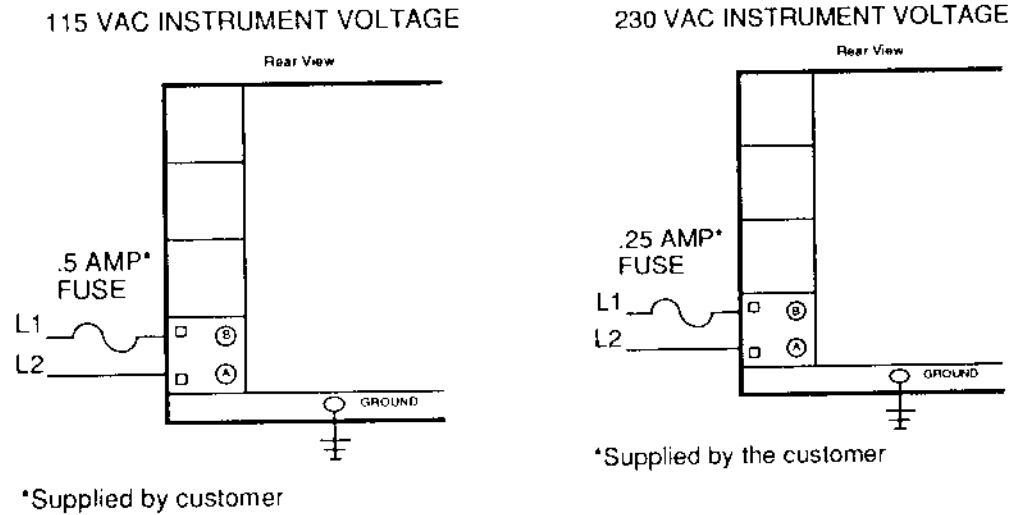 115 VAC INSTRUMENT VOLTAGE
Rear View
.5 AMP*
FUSE
L1
L2
B
A
GROUND
*Supplied by customer
230 VAC INSTRUMENT VOLTAGE
Rear View
.25 AMP*
FUSE
L1
L2
B
A
GROUND
*Supplied by the customer